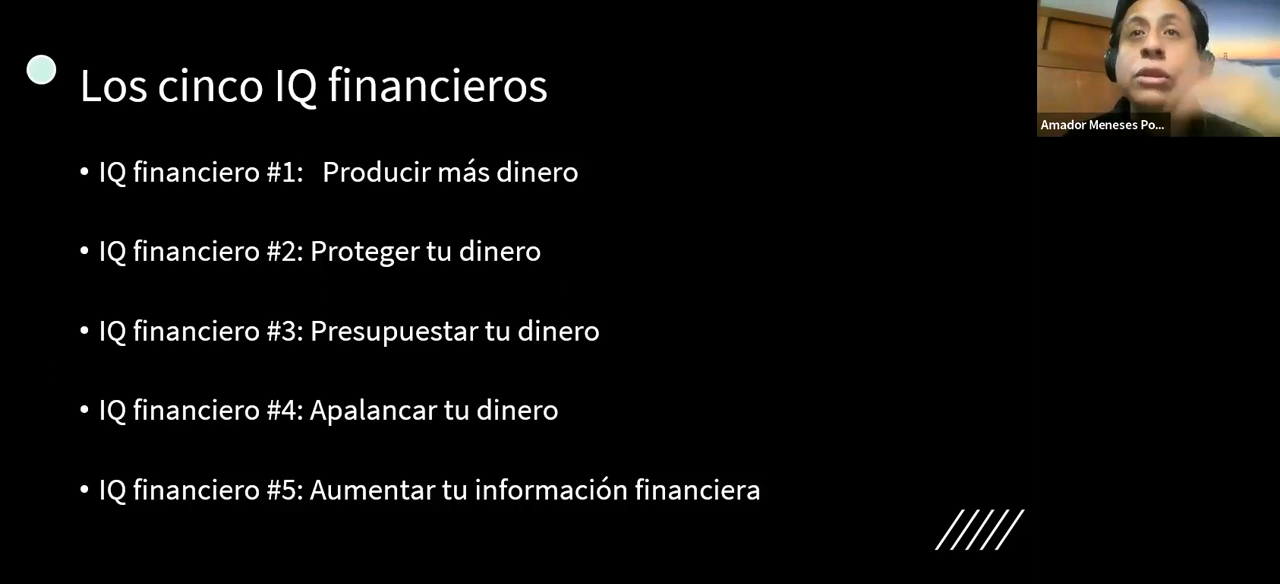 Los cinco IQ financieros
• IQ financiero #1:   Producir más dinero
• IQ financiero #2: Proteger tu dinero
• IQ financiero #3: Presupuestar tu dinero
• IQ financiero #4: Apalancar tu dinero
• IQ financiero #5: Aumentar tu información financiera
Amador Meneses Po...